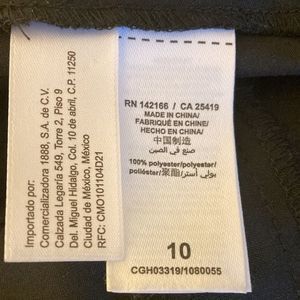 Importado por:
Comercializadora 1888, S.A. de C.V.
Calzada Legaria 549, Torre 2, Piso 9
Del. Miguel Hidalgo, Col. 10 de abril, C.P. 11250
Ciudad de México, México
RFC: CMO101104D21
RN 142166 / CA 25419
MADE IN CHINA/
FABRIQUÉ EN CHINE/
HECHO EN CHINA/
中国制造
صنع في الصين
100% polyester/polyester/
poliéster/聚酯/بولي أستر
10
CGH03319/1080055